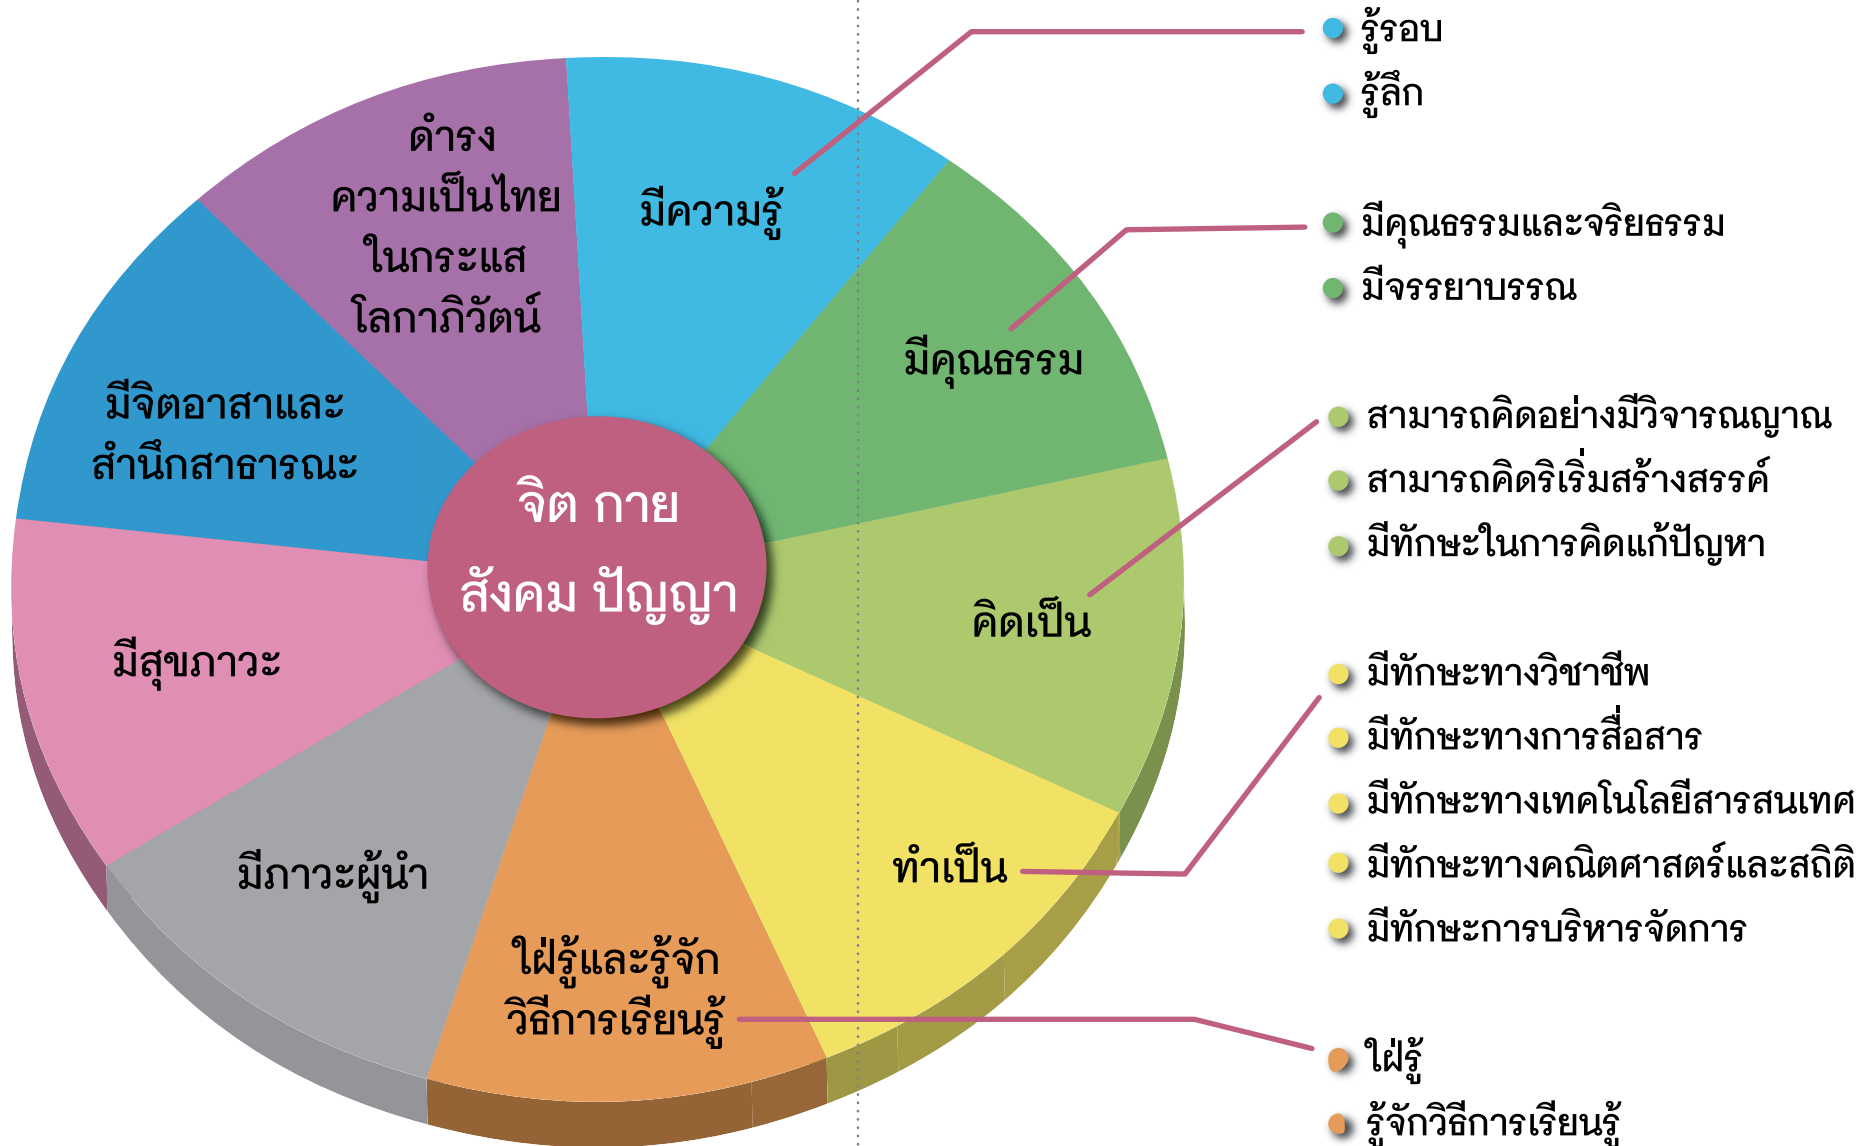 ดำรง
ความเป็นไทย
ในกระแส
โลกาภิวัตน์
มีความรู้
มีคุณธรรม
คิดเป็น
ทำเป็น
ใฝ่รู้และรู้จัก
วิธีการเรียนรู้
มีภาวะผู้นำ
มีสุขภาวะ
มีจิตอาสาและ
สำนึกสาธารณะ
จิต กาย
สังคม ปัญญา
รู้รอบ
รู้ลึก
มีคุณธรรมและจริยธรรม
มีจรรยาบรรณ
สามารถคิดอย่างมีวิจารณญาณ
สามารถคิดริเริ่มสร้างสรรค์
มีทักษะในการคิดแก้ปัญหา
มีทักษะทางวิชาชีพ
มีทักษะทางการสื่อสาร
มีทักษะทางเทคโนโลยีสารสนเทศ
มีทักษะทางคณิตศาสตร์และสถิติ
มีทักษะการบริหารจัดการ
ใฝ่รู้
รู้จักวิธีการเรียนรู้